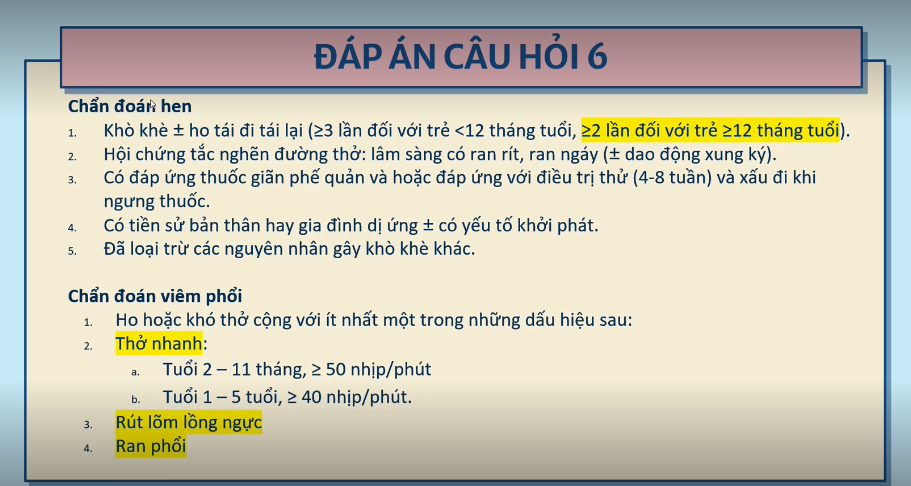 ĐÁP ÁN CÂU HỎI 6
Chẩn đoán hen
1. Khò khè ± ho tái đi tái lại (≥3 lần đối với trẻ <12 tháng tuổi, ≥2 lần đối với trẻ ≥12 tháng tuổi).
2. Hội chứng tắc nghẽn đường thở: lâm sàng có ran rít, ran ngáy (± dao động xung ký).
3. Có đáp ứng thuốc giãn phế quản và hoặc đáp ứng với điều trị thử (4-8 tuần) và xấu đi khi
ngưng thuốc.
4. Có tiền sử bản thân hay gia đình dị ứng ± có yếu tố khởi phát.
5. Đã loại trừ các nguyên nhân gây khò khè khác.
Chẩn đoán viêm phổi
1. Ho hoặc khó thở cộng với ít nhất một trong những dấu hiệu sau:
2. Thở nhanh:
a. Tuổi 2 – 11 tháng, ≥ 50 nhịp/phút
b. Tuổi 1 – 5 tuổi, ≥ 40 nhịp/phút.
3. Rút lõm lồng ngực
4. Ran phổi